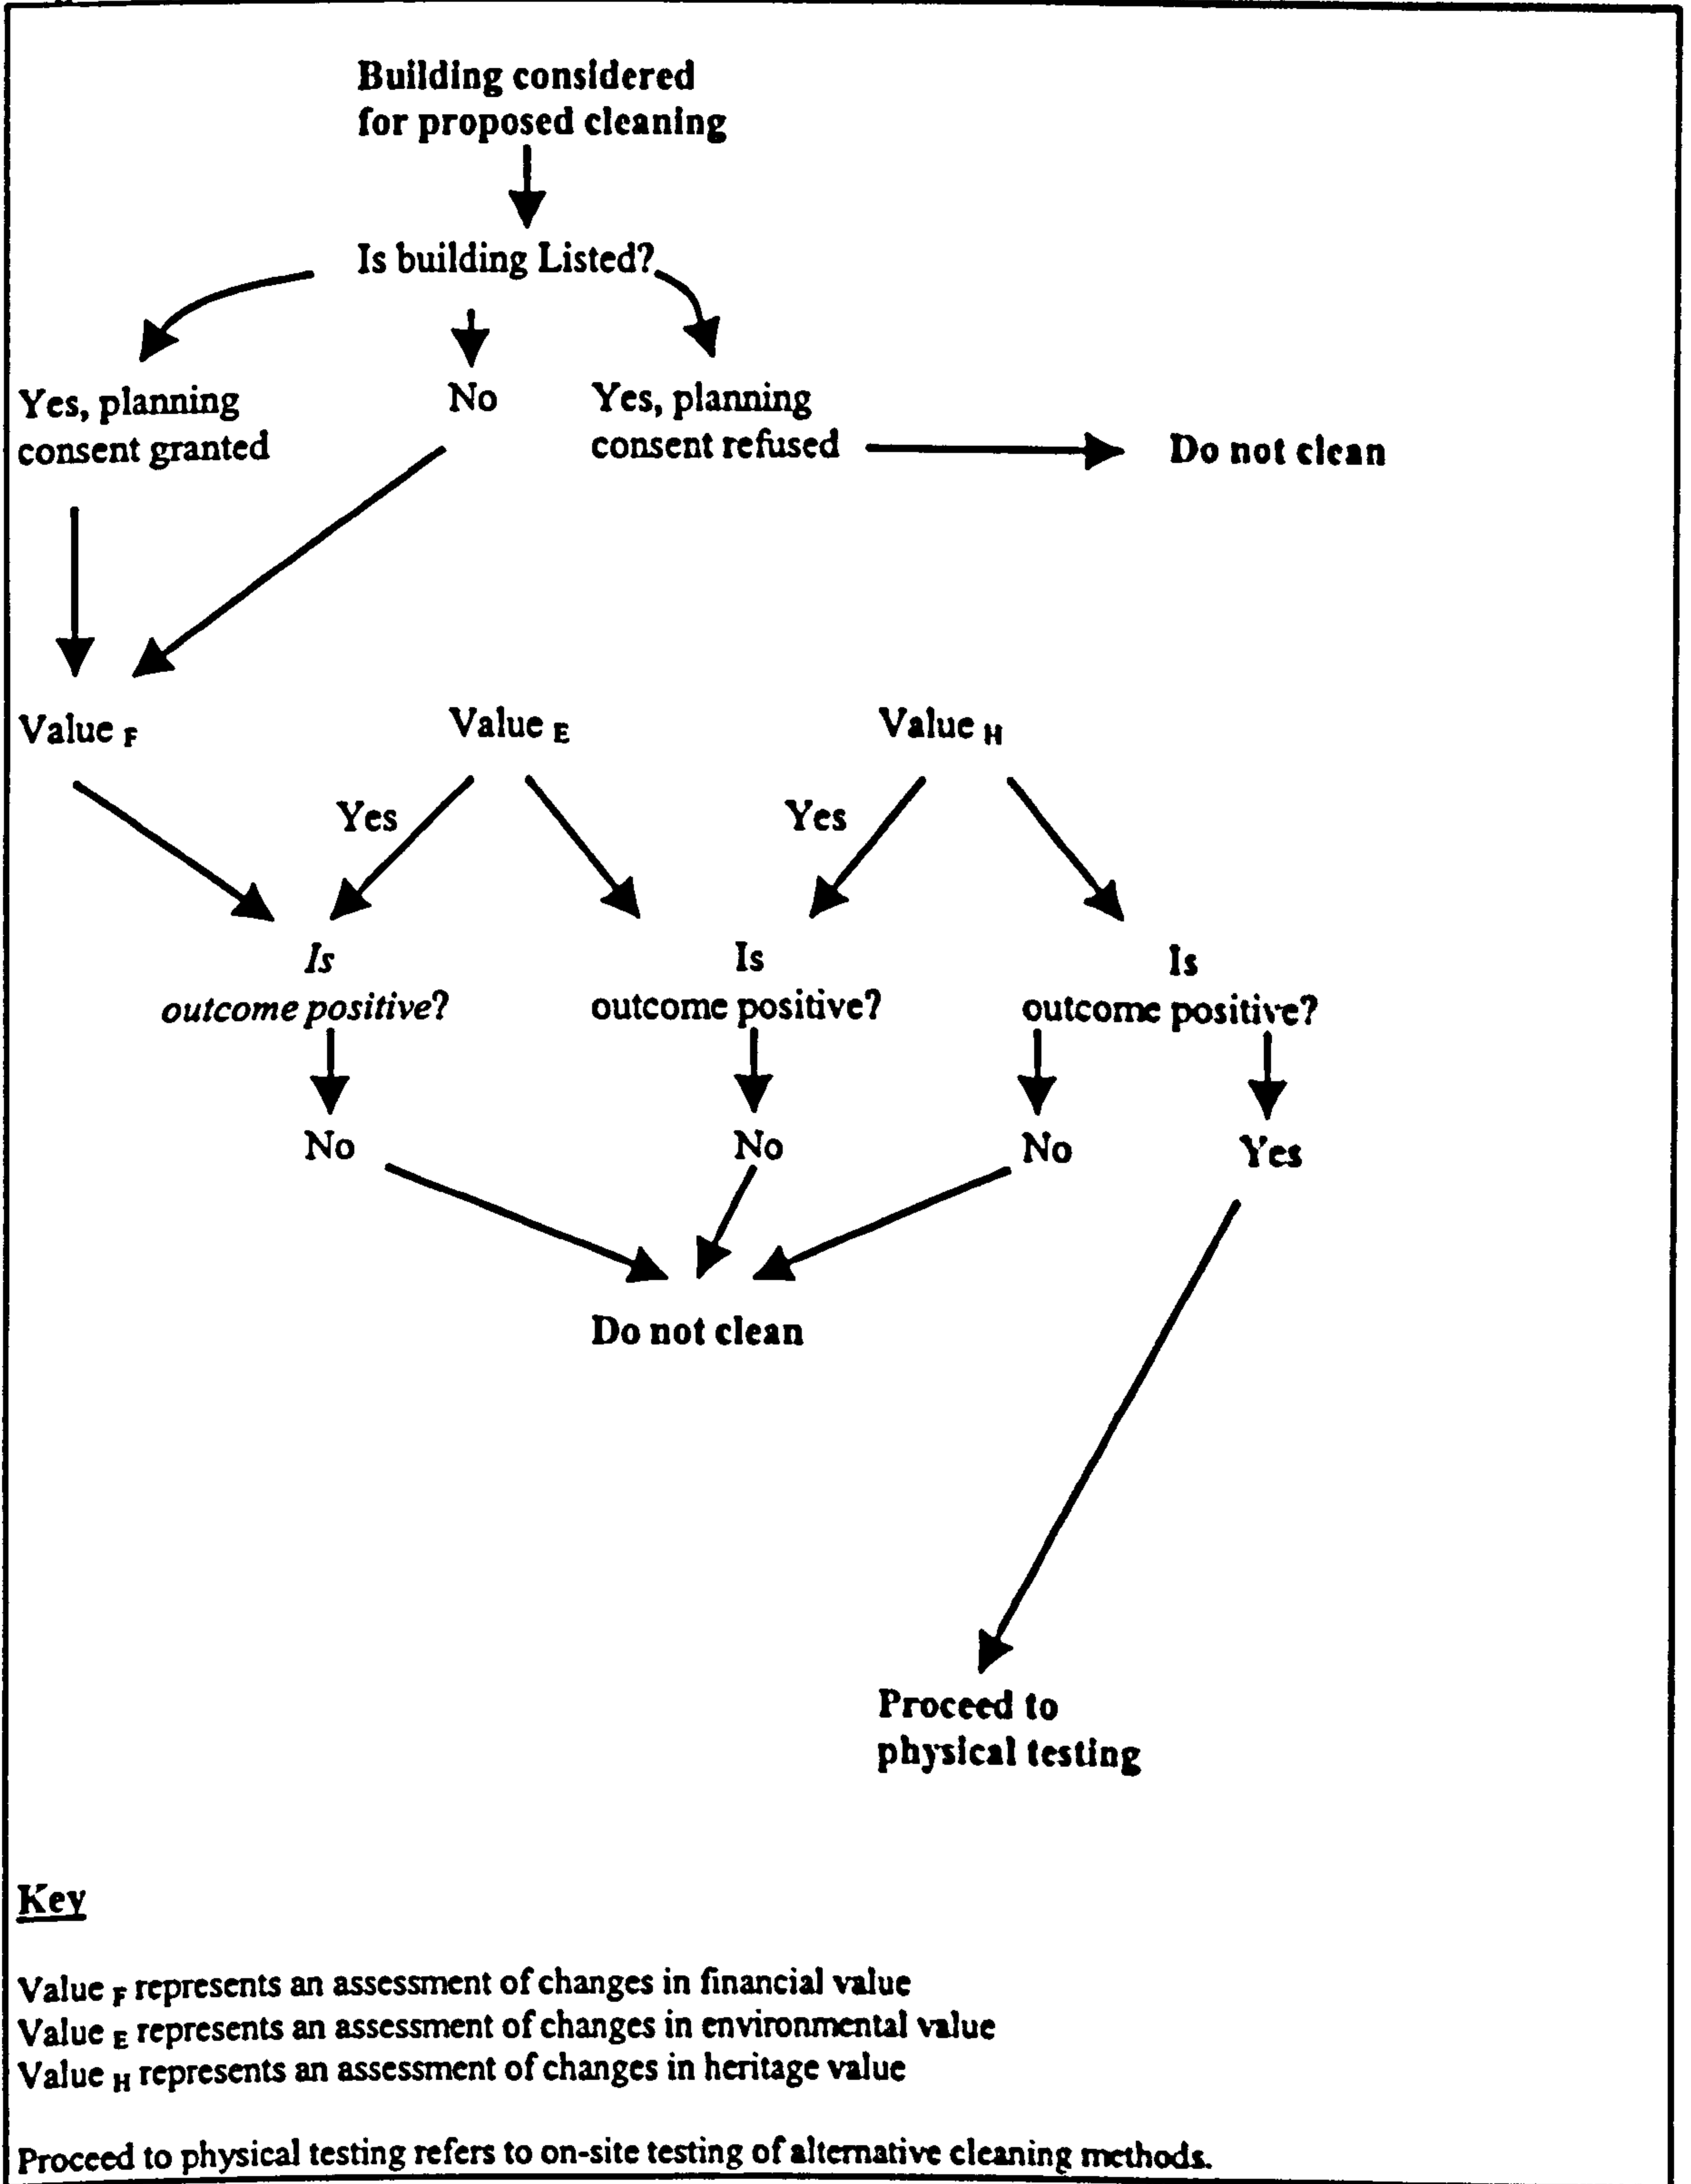 Building considered
for proposed cleaning
Is building Listed?
Yes, planning
consent granted
No
Yes, planning
consent refused
Do not clean
Value F
Value E
Value H
Yes
Yes
Is
outcome positive?
Is
outcome positive?
Is
outcome positive?
No
No
No
Yes
Do not clean
Proceed to
physical testing
Key
Value F represents an assessment of changes in financial value
Value E represents an assessment of changes in environmental value
Value H represents an assessment of changes in heritage value
Proceed to physical testing refers to on-site testing of alternative cleaning methods.